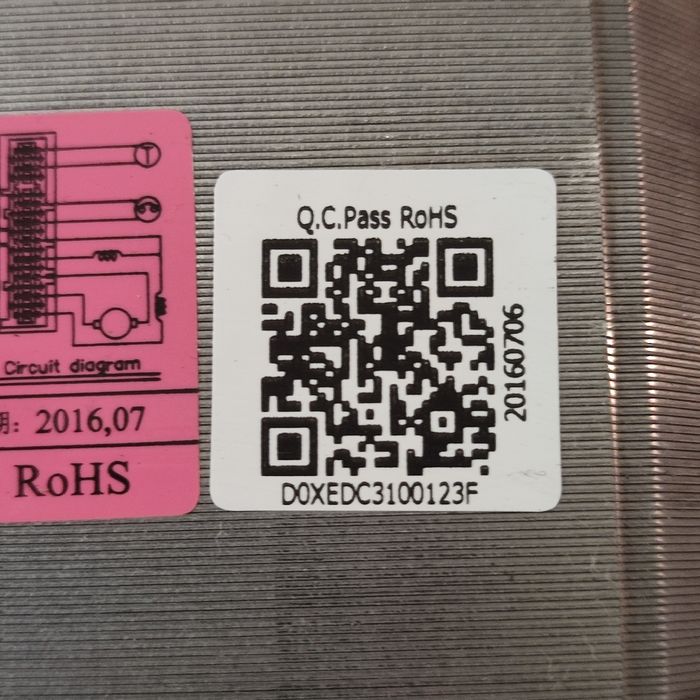 Circuit diagram
期: 2016,07
RoHS
Q.C.Pass RoHS
20160706
D0XEDC3100123F